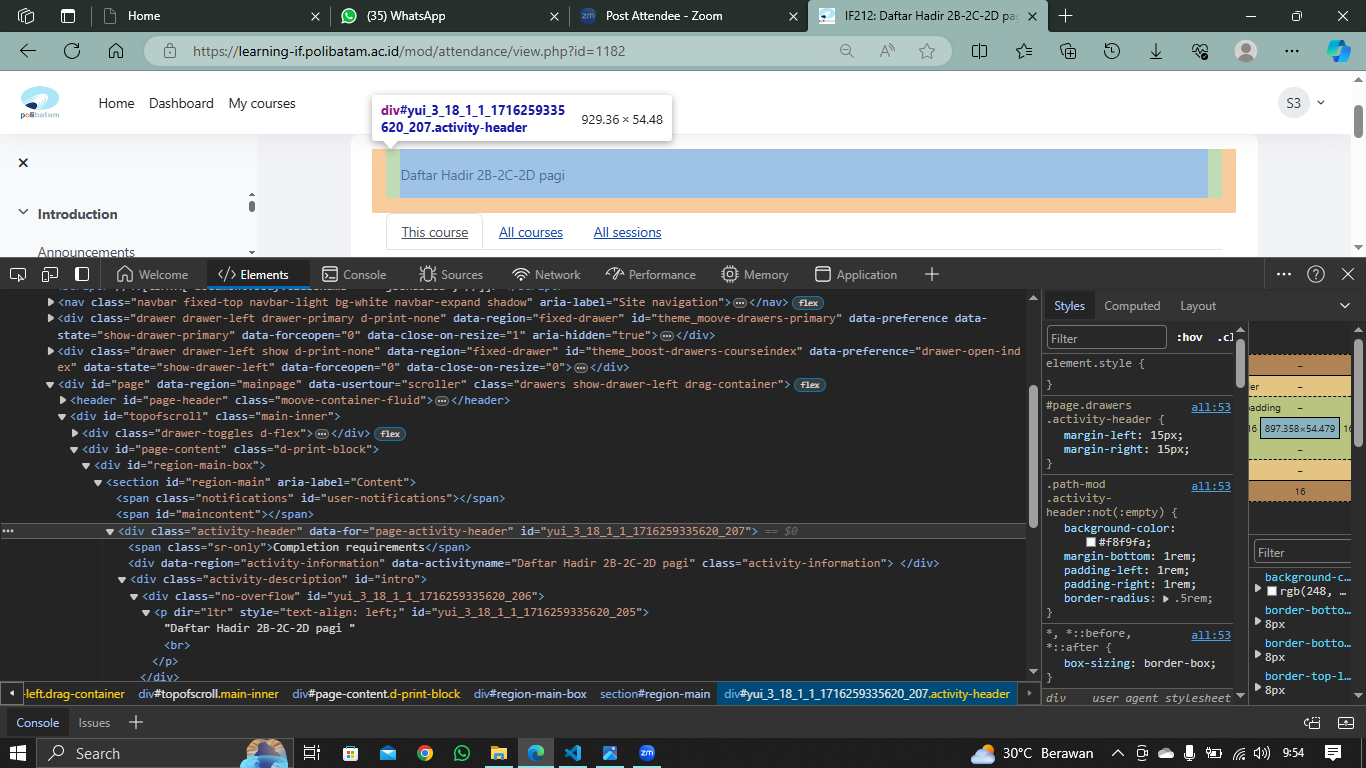 Home
(35) WhatsApp
Post Attendee - Zoom
IF212: Daftar Hadir 2B-2C-2D pag
https://learning-if.polibatam.ac.id/mod/attendance/view.php?id=1182
polibatam
Home
Dashboard
My courses
S3
div#yui_3_18_1_1_1716259335
620_207.activity-header
929.36 × 54.48
Daftar Hadir 2B-2C-2D pagi
Introduction
Announcements
This course
All courses
All sessions
Welcome
Elements
Console
Sources
Network
Performance
Memory
Application
<nav class="navbar fixed-top navbar-light bg-white navbar-expand shadow" aria-label="Site navigation">…</nav> flex
<div class="drawer drawer-left drawer-primary d-print-none" data-region="fixed-drawer" id="theme_moove-drawers-primary" data-preference data-
state="show-drawer-primary" data-forceopen="0" data-close-on-resize="1" aria-hidden="true">…</div>
<div class="drawer drawer-left show d-print-none" data-region="fixed-drawer" id="theme_boost-drawers-courseindex" data-preference="drawer-open-ind
ex" data-state="show-drawer-left" data-forceopen="0" data-close-on-resize="0">…</div>
<div id="page" data-region="mainpage" data-usertour="scroller" class="drawers show-drawer-left drag-container"> flex
<header id="page-header" class="moove-container-fluid">…</header>
<div id="topofscroll" class="main-inner">
<div class="drawer-toggles d-flex">…</div> flex
<div id="page-content" class="d-print-block">
<div id="region-main-box">
<section id="region-main" aria-label="Content">
<span class="notifications" id="user-notifications"></span>
<span id="maincontent"></span>
<div class="activity-header" data-for="page-activity-header" id="yui_3_18_1_1_1716259335620_207"> == $0
<span class="sr-only">Completion requirements</span>
<div data-region="activity-information" data-activityname="Daftar Hadir 2B-2C-2D pagi" class="activity-information"> </div>
<div class="activity-description" id="intro">
<div class="no-overflow" id="yui_3_18_1_1_1716259335620_206">
<p dir="ltr" style="text-align: left;" id="yui_3_18_1_1_1716259335620_205">
"Daftar Hadir 2B-2C-2D pagi "
<br>
</p>
</div>
-left.drag-container
div#topofscroll.main-inner
div#page-content.d-print-block
div#region-main-box
section#region-main
div#yui_3_18_1_1_1716259335620_207.activity-header
Styles
Computed
Layout
Filter
:hov
.cl
element.style {
}
#page.drawers all:53
.activity-header {
margin-left: 15px;
margin-right: 15px;
}
.path-mod all:53
.activity-
header:not(:empty) {
background-color:
#f8f9fa;
margin-bottom: 1rem;
padding-left: 1rem;
padding-right: 1rem;
border-radius: .5rem;
}
*, *::before, all:53
*::after {
box-sizing: border-box;
}
div user agent stylesheet
–
der –
padding –
16 897.358×54.479 16
–
–
16
Filter
background-c…
rgb(248, …
border-botto…
8px
border-botto…
8px
border-top-l…
8px
Console
Issues
Search
zm
30°C Berawan
9:54